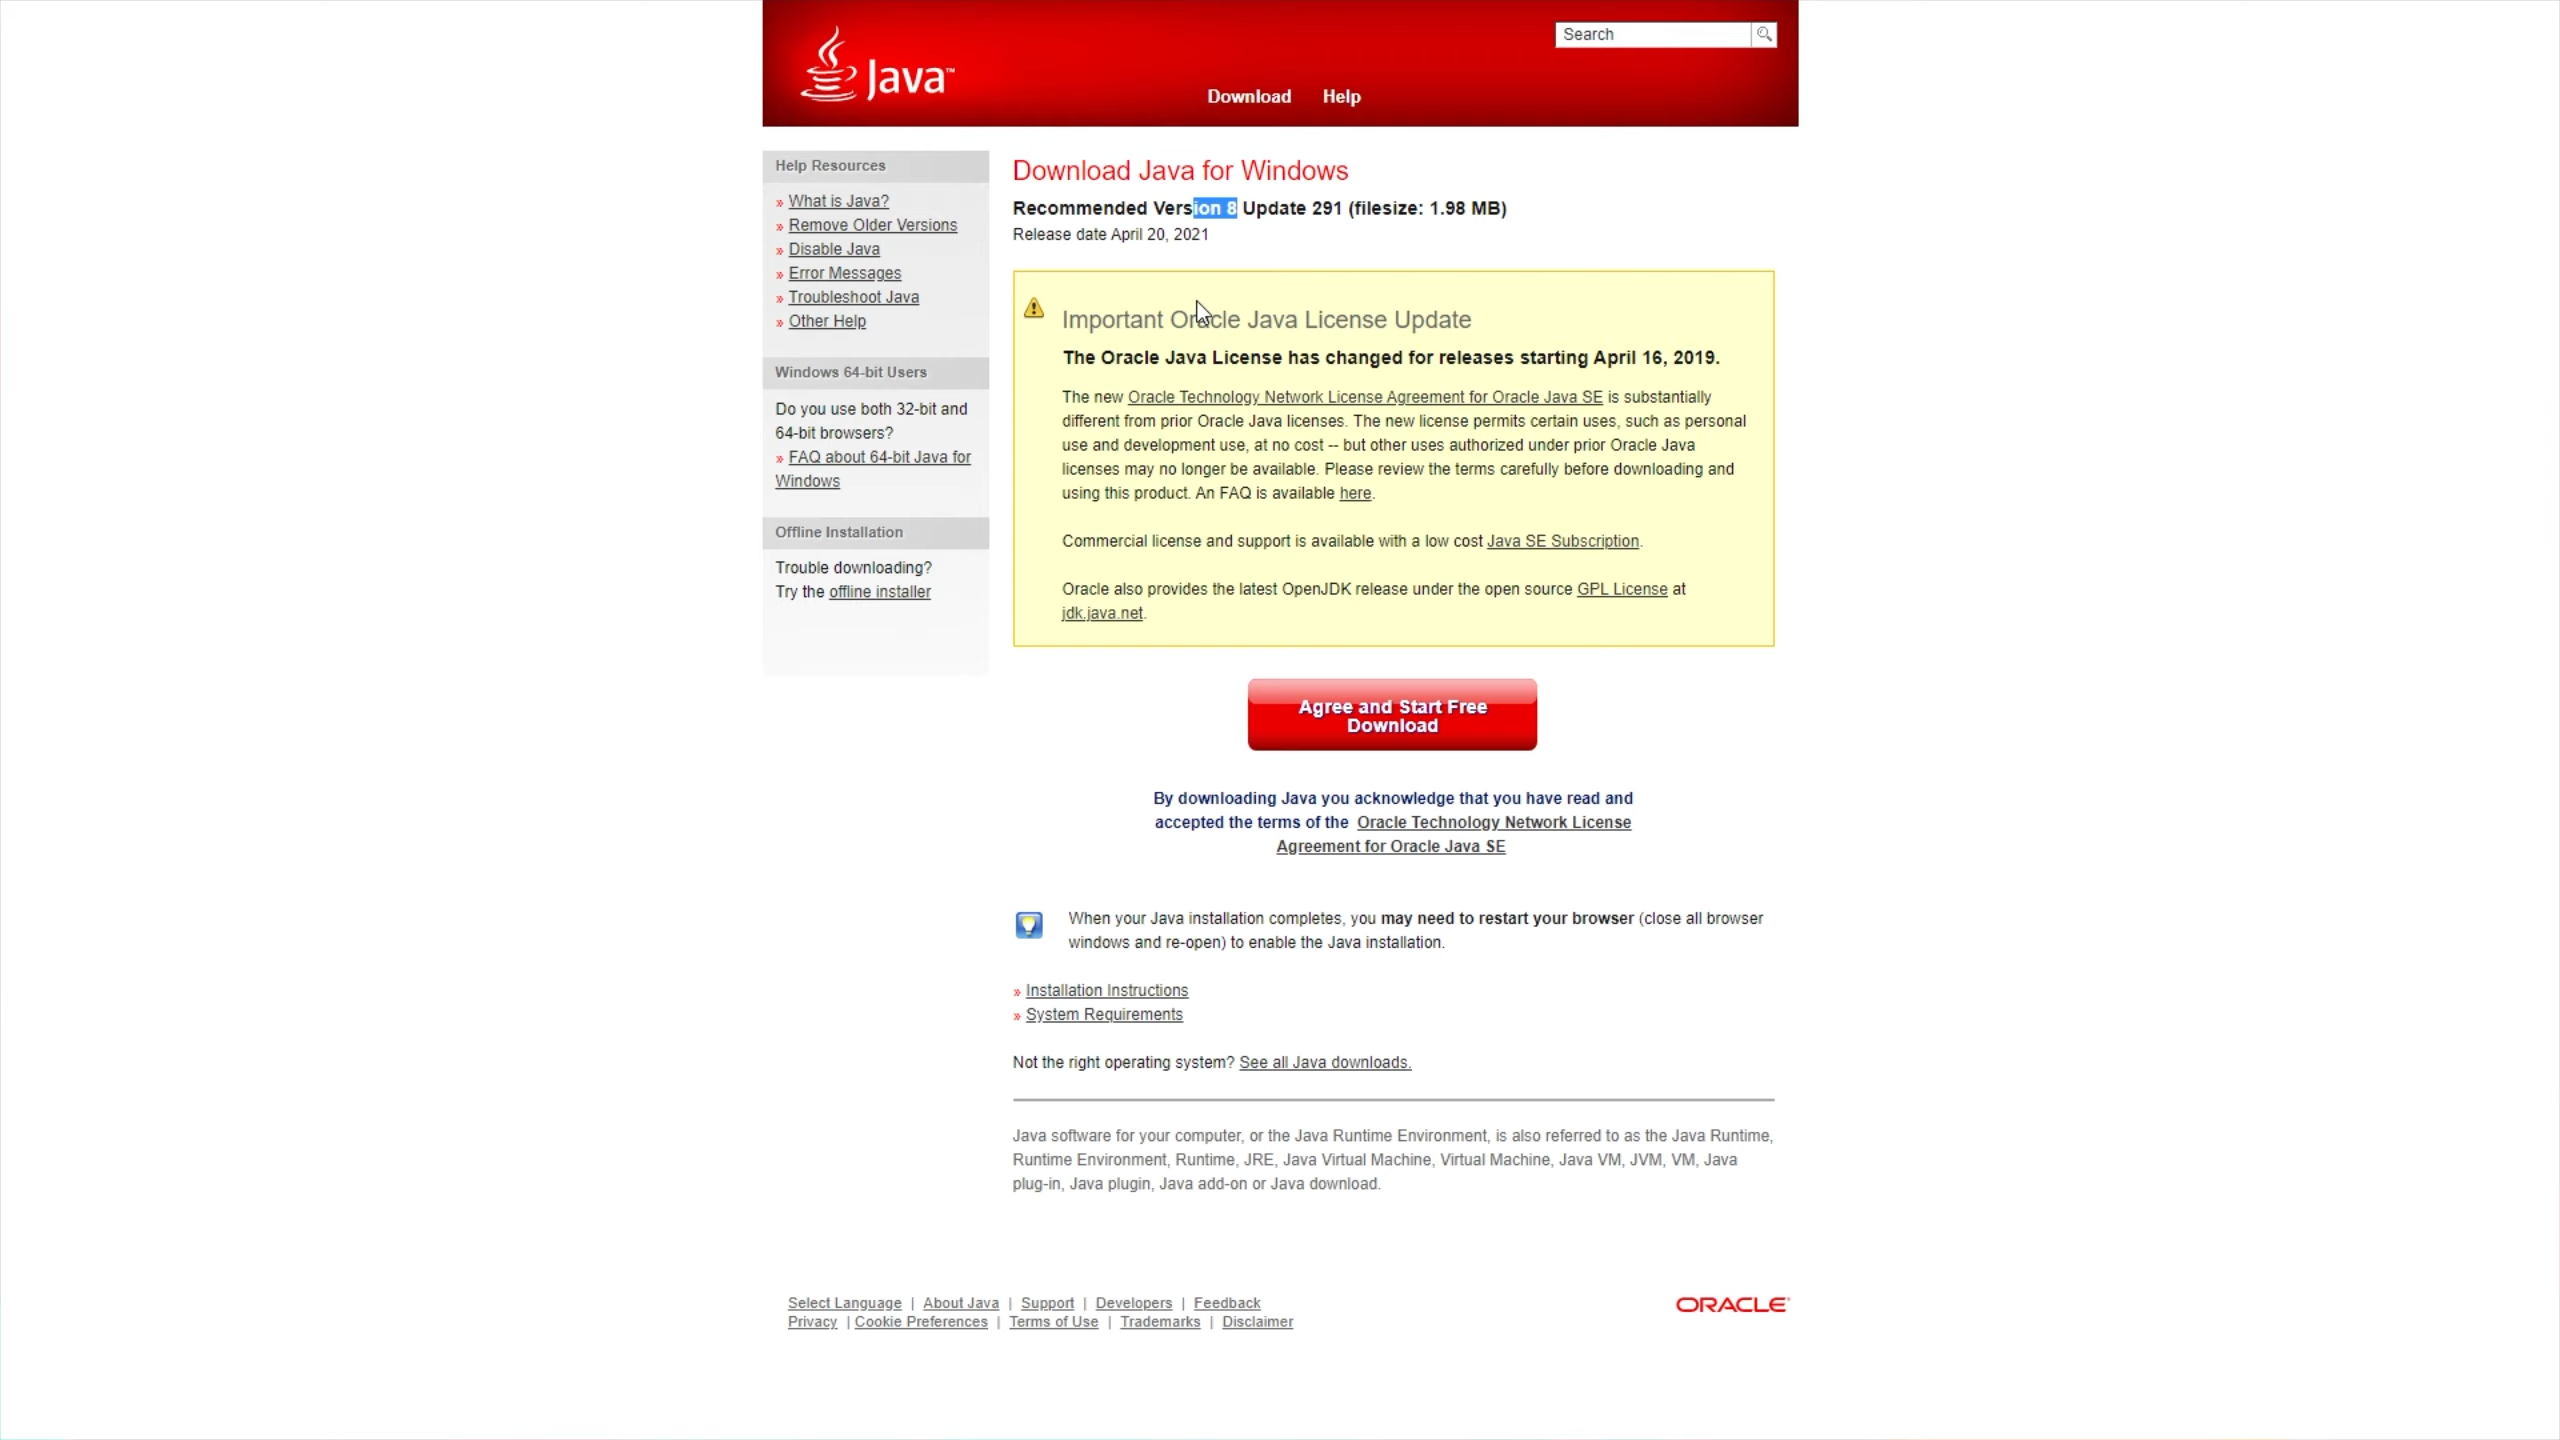 Java™
Search
Download Help
Help Resources
» What is Java?
» Remove Older Versions
» Disable Java
» Error Messages
» Troubleshoot Java
» Other Help
Windows 64-bit Users
Do you use both 32-bit and
64-bit browsers?
» FAQ about 64-bit Java for
Windows
Offline Installation
Trouble downloading?
Try the offline installer
Download Java for Windows
Recommended Version 8 Update 291 (filesize: 1.98 MB)
Release date April 20, 2021
Important Oracle Java License Update
The Oracle Java License has changed for releases starting April 16, 2019.
The new Oracle Technology Network License Agreement for Oracle Java SE is substantially
different from prior Oracle Java licenses. The new license permits certain uses, such as personal
use and development use, at no cost -- but other uses authorized under prior Oracle Java
licenses may no longer be available. Please review the terms carefully before downloading and
using this product. An FAQ is available here.
Commercial license and support is available with a low cost Java SE Subscription.
Oracle also provides the latest OpenJDK release under the open source GPL License at
jdk.java.net.
Agree and Start Free
Download
By downloading Java you acknowledge that you have read and
accepted the terms of the Oracle Technology Network License
Agreement for Oracle Java SE
When your Java installation completes, you may need to restart your browser (close all browser
windows and re-open) to enable the Java installation.
» Installation Instructions
» System Requirements
Not the right operating system? See all Java downloads.
Java software for your computer, or the Java Runtime Environment, is also referred to as the Java Runtime,
Runtime Environment, Runtime, JRE, Java Virtual Machine, Virtual Machine, Java VM, JVM, VM, Java
plug-in, Java plugin, Java add-on or Java download.
Select Language | About Java | Support | Developers | Feedback
Privacy | Cookie Preferences | Terms of Use | Trademarks | Disclaimer
ORACLE